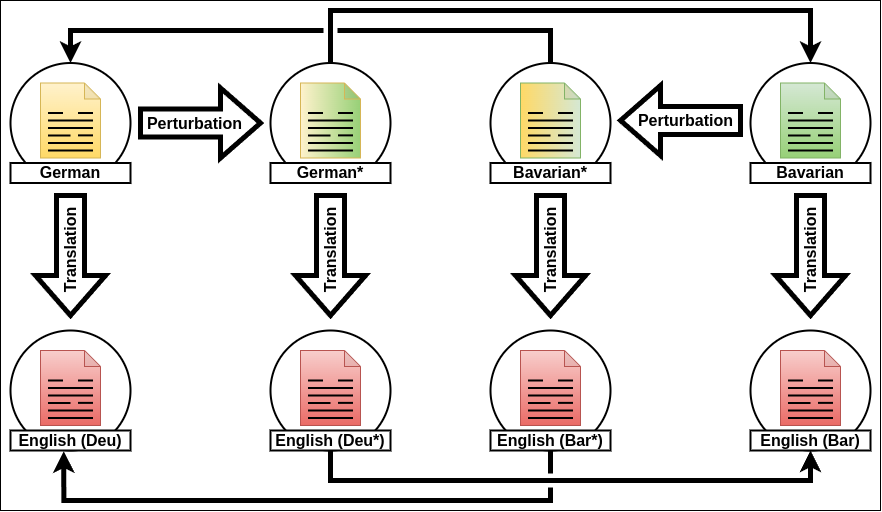 Perturbation
Perturbation
German
German*
Bavarian*
Bavarian
Translation
Translation
Translation
Translation
English (Deu)
English (Deu*)
English (Bar*)
English (Bar)